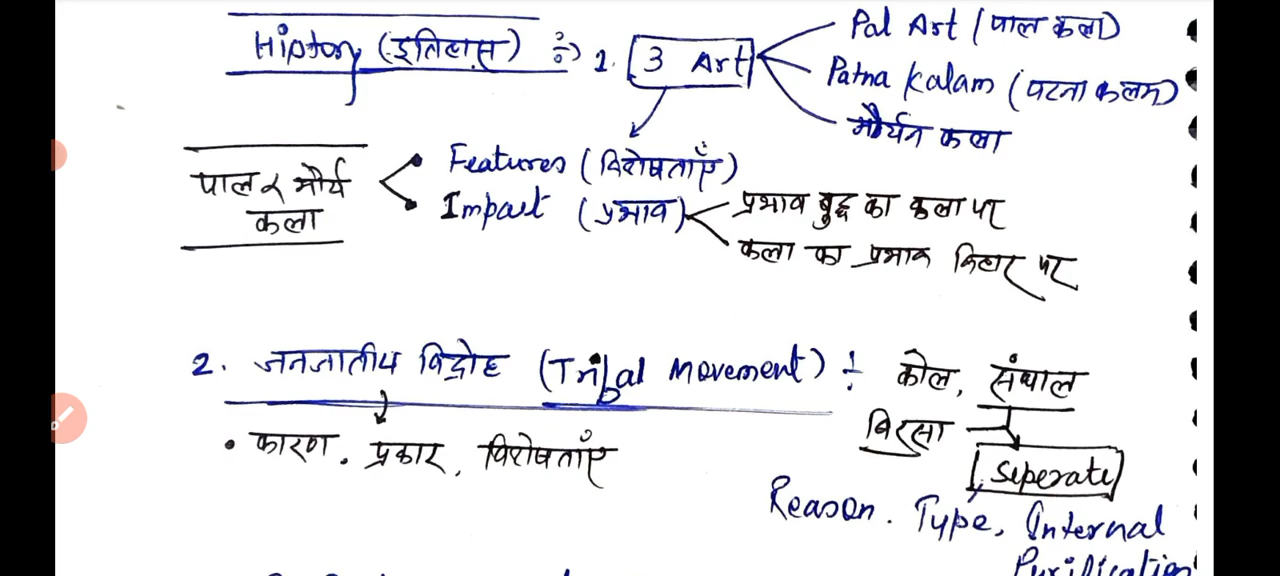 History (इतिहास) ÷) 1. 3 Art
Pal Art (पाल कला)
Patna Kalam (पटना कलम)
मौर्यन कला
Features (विशेषताएँ)
पाल र मौर्य
कला
Impact (प्रभाव)
प्रभाव बुद्ध का कला पर
कला का प्रभाव बिहार पर
2. जनजातीय विद्रोह (Tribal Movement) ÷ कोल, संथाल
बिरसा
• कारण. प्रकार, विशेषताएँ
Seperate
Reason. Type, Internal
Purification